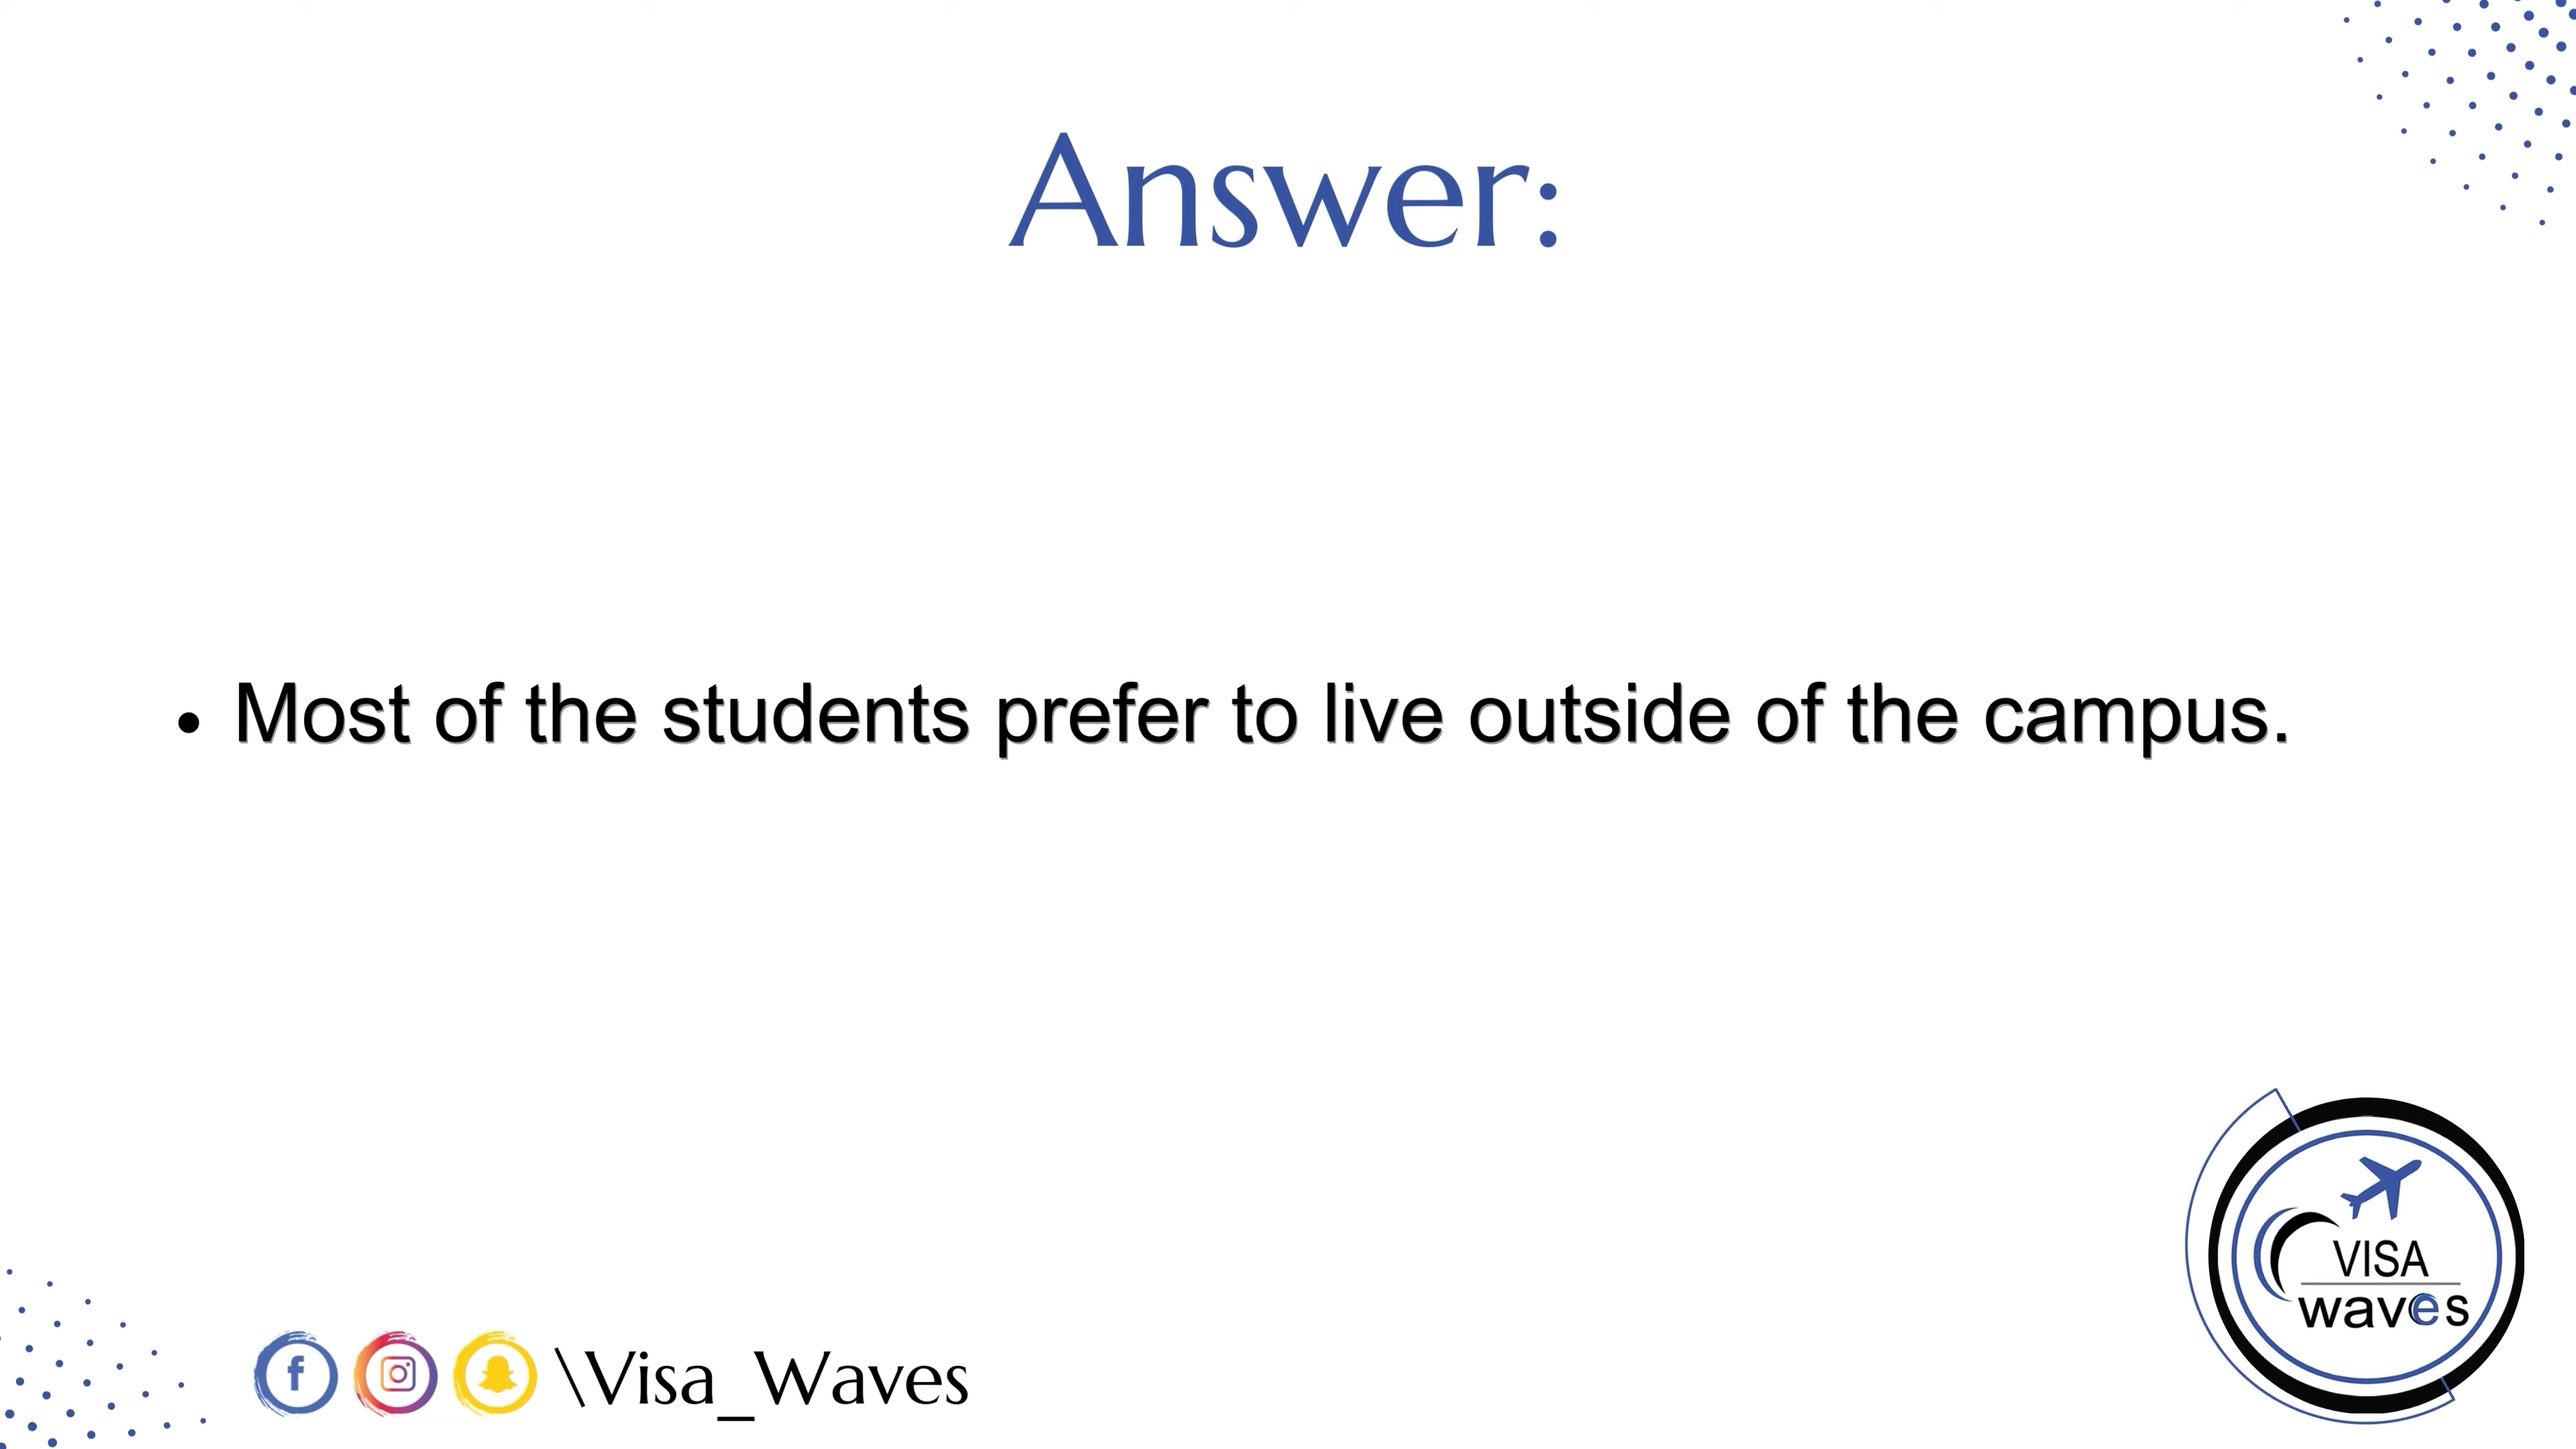 Answer:
• Most of the students prefer to live outside of the campus.
VISA
waves
\Visa_Waves